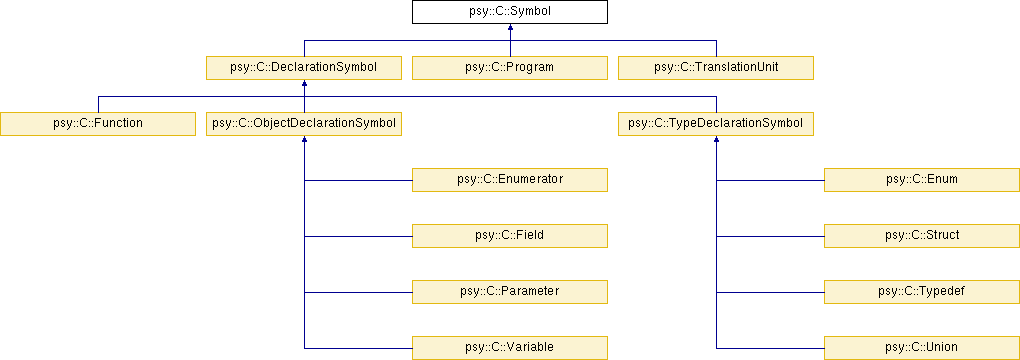 psy::C::Symbol
psy::C::DeclarationSymbol
psy::C::Program
psy::C::TranslationUnit
psy::C::Function
psy::C::ObjectDeclarationSymbol
psy::C::TypeDeclarationSymbol
psy::C::Enumerator
psy::C::Enum
psy::C::Field
psy::C::Struct
psy::C::Parameter
psy::C::Typedef
psy::C::Variable
psy::C::Union